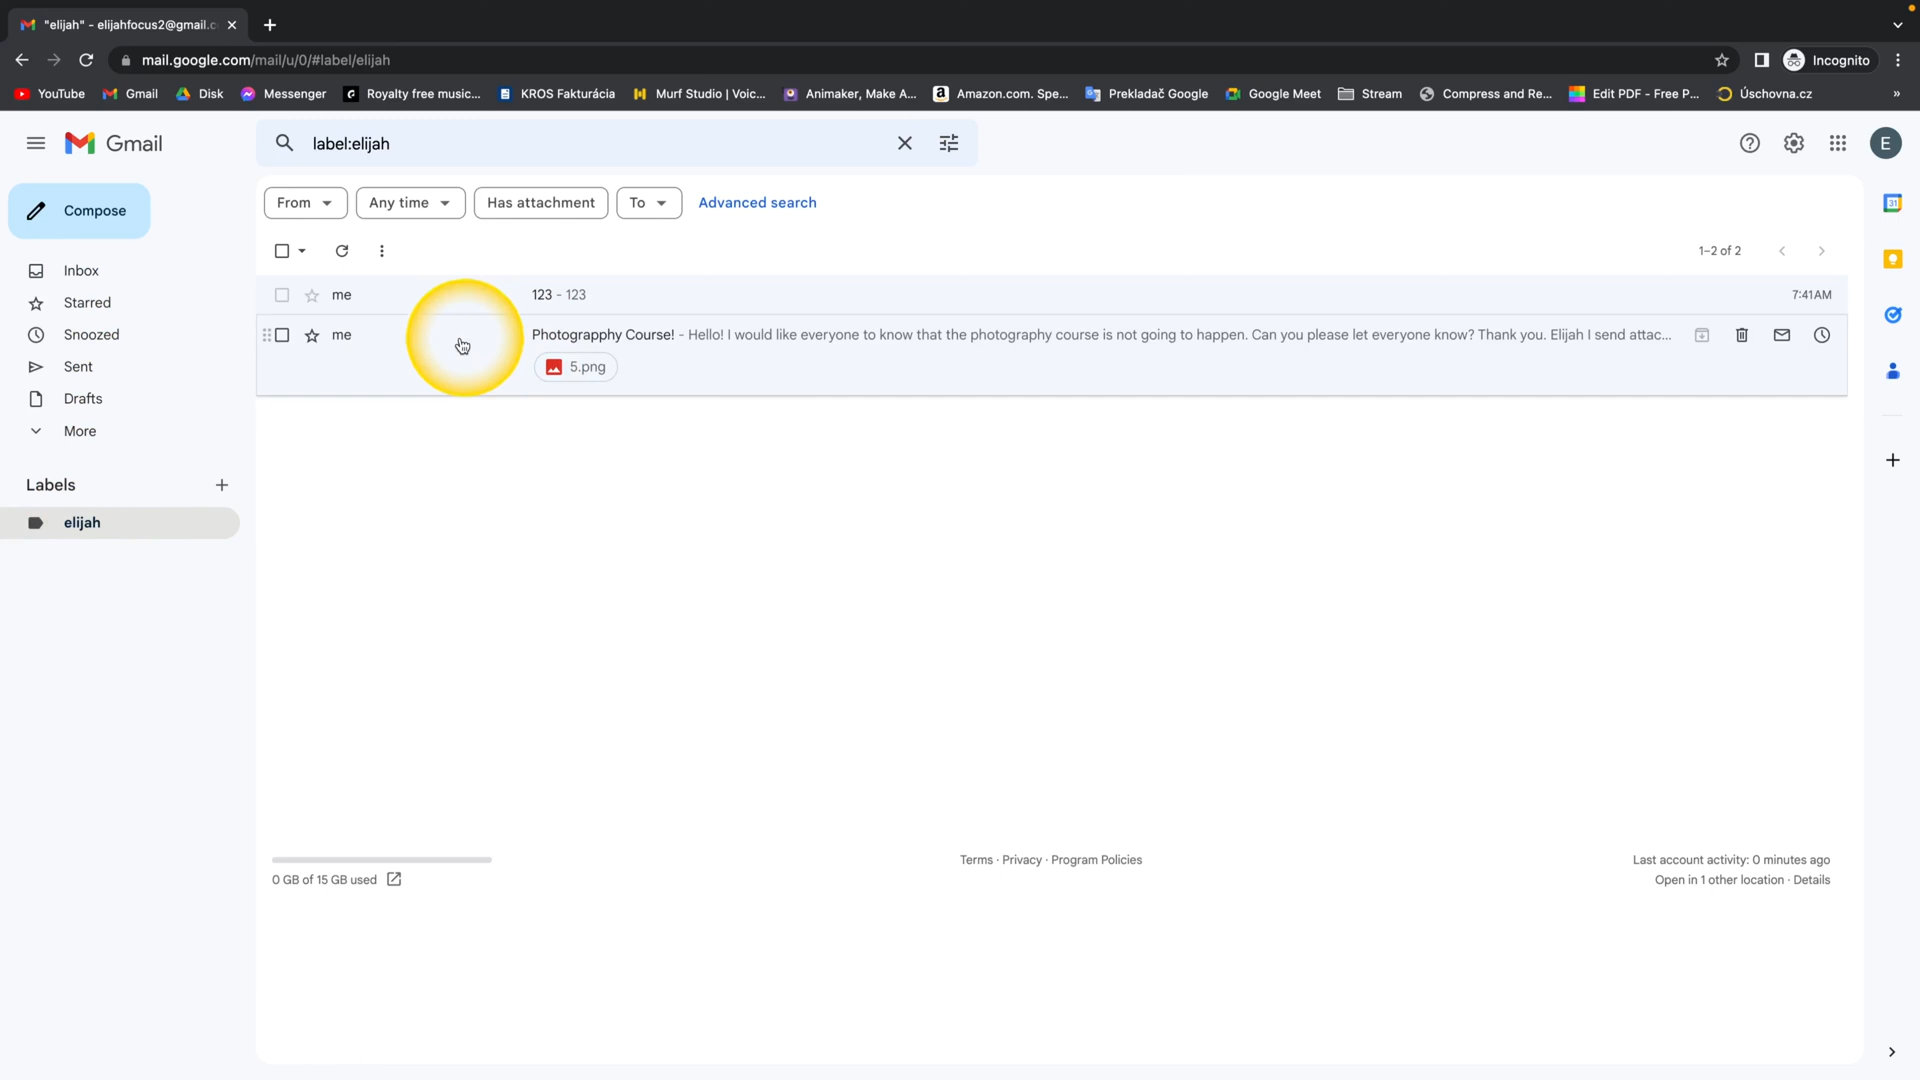 "elijah" - elijahfocus2@gmail.c
mail.google.com/mail/u/0/#label/elijah
Incognito
YouTube Gmail Disk Messenger Royalty free music... KROS Fakturácia Murf Studio | Voic... Animaker, Make A... Amazon.com. Spe... Prekladač Google Google Meet Stream Compress and Re... Edit PDF - Free P... Úschovna.cz »
Gmail
label:elijah
E
Compose
From Any time Has attachment To Advanced search
Inbox
Starred
Snoozed
Sent
Drafts
More
Labels
elijah
1–2 of 2
me 123 - 123 7:41 AM
me Photograpphy Course! - Hello! I would like everyone to know that the photography course is not going to happen. Can you please let everyone know? Thank you. Elijah I send attac...
5.png
31
0 GB of 15 GB used
Terms · Privacy · Program Policies
Last account activity: 0 minutes ago
Open in 1 other location · Details